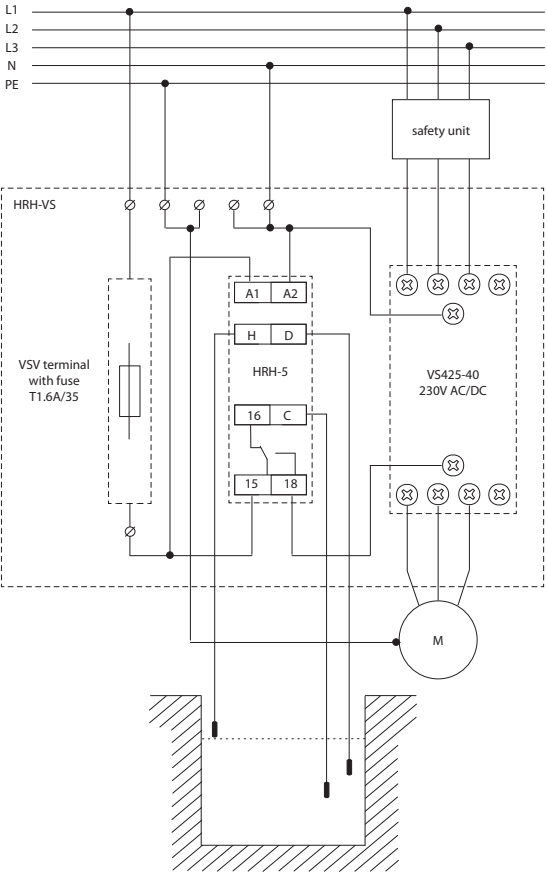 L1
L2
L3
N
PE
safety unit
HRH-VS
A1 A2
H D
HRH-5
16 C
15 18
VSV terminal
with fuse
T1.6A/35
VS425-40
230V AC/DC
M